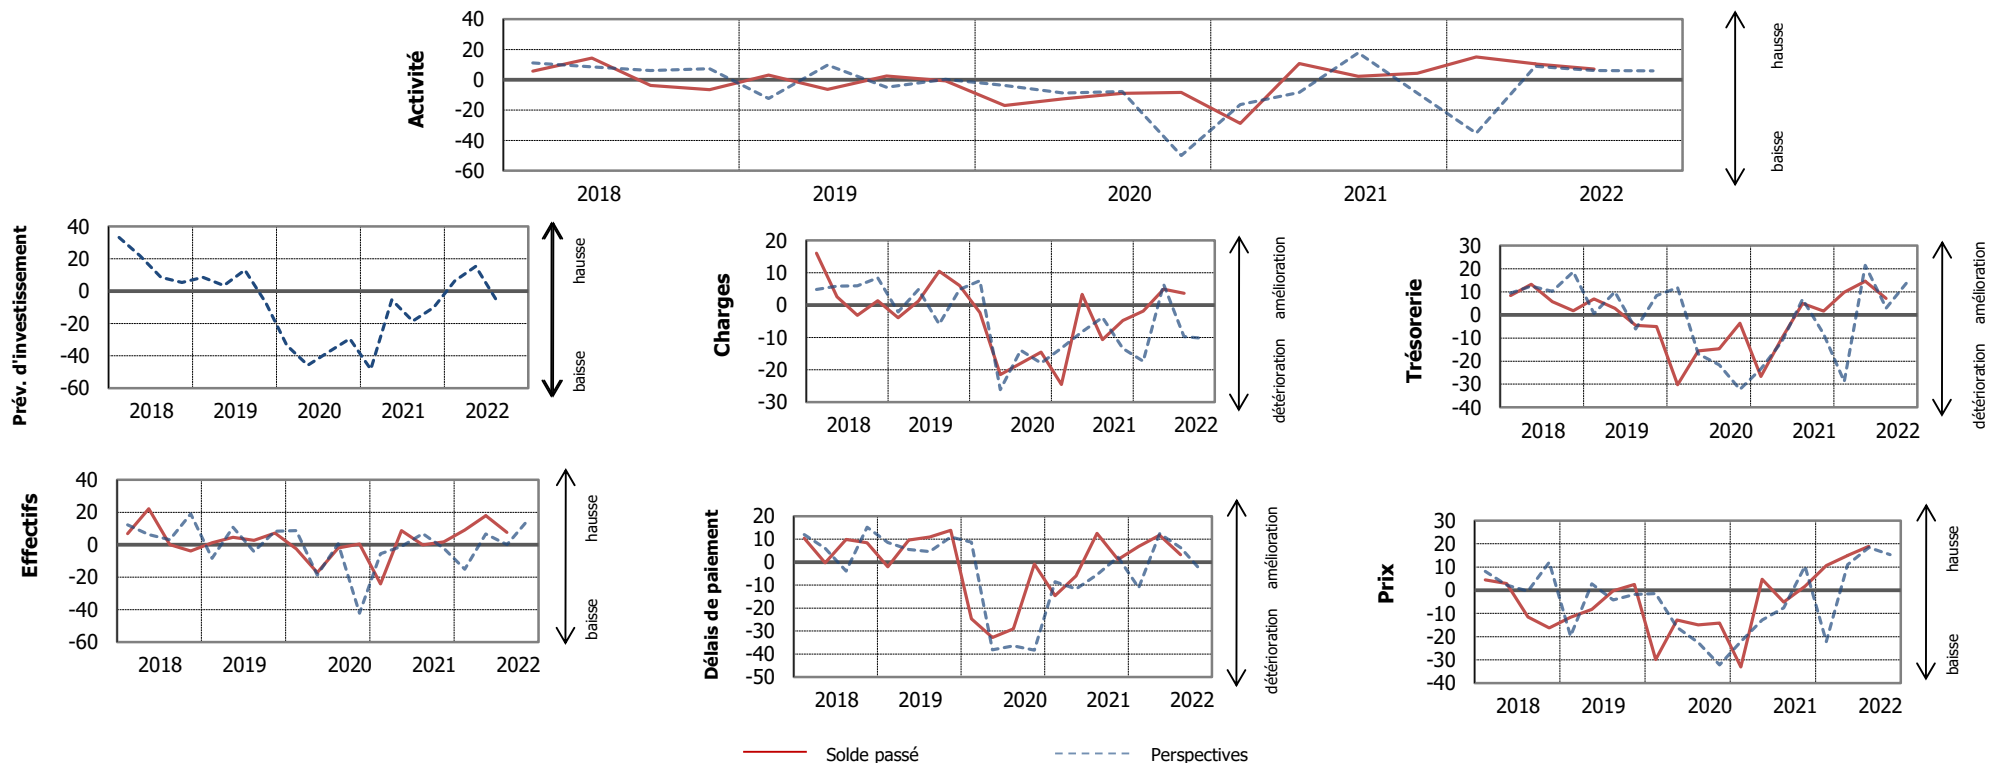 Activité
40
20
0
-20
-40
-60
2018 2019 2020 2021 2022
hausse
baisse
Prév. d'investissement
40
20
0
-20
-40
-60
2018 2019 2020 2021 2022
hausse
baisse
Charges
20
10
0
-10
-20
-30
2018 2019 2020 2021 2022
amélioration
détérioration
Trésorerie
30
20
10
0
-10
-20
-30
-40
2018 2019 2020 2021 2022
amélioration
détérioration
Effectifs
40
20
0
-20
-40
-60
2018 2019 2020 2021 2022
hausse
baisse
Délais de paiement
20
10
0
-10
-20
-30
-40
-50
2018 2019 2020 2021 2022
amélioration
détérioration
Prix
30
20
10
0
-10
-20
-30
-40
2018 2019 2020 2021 2022
hausse
baisse
Solde passé Perspectives